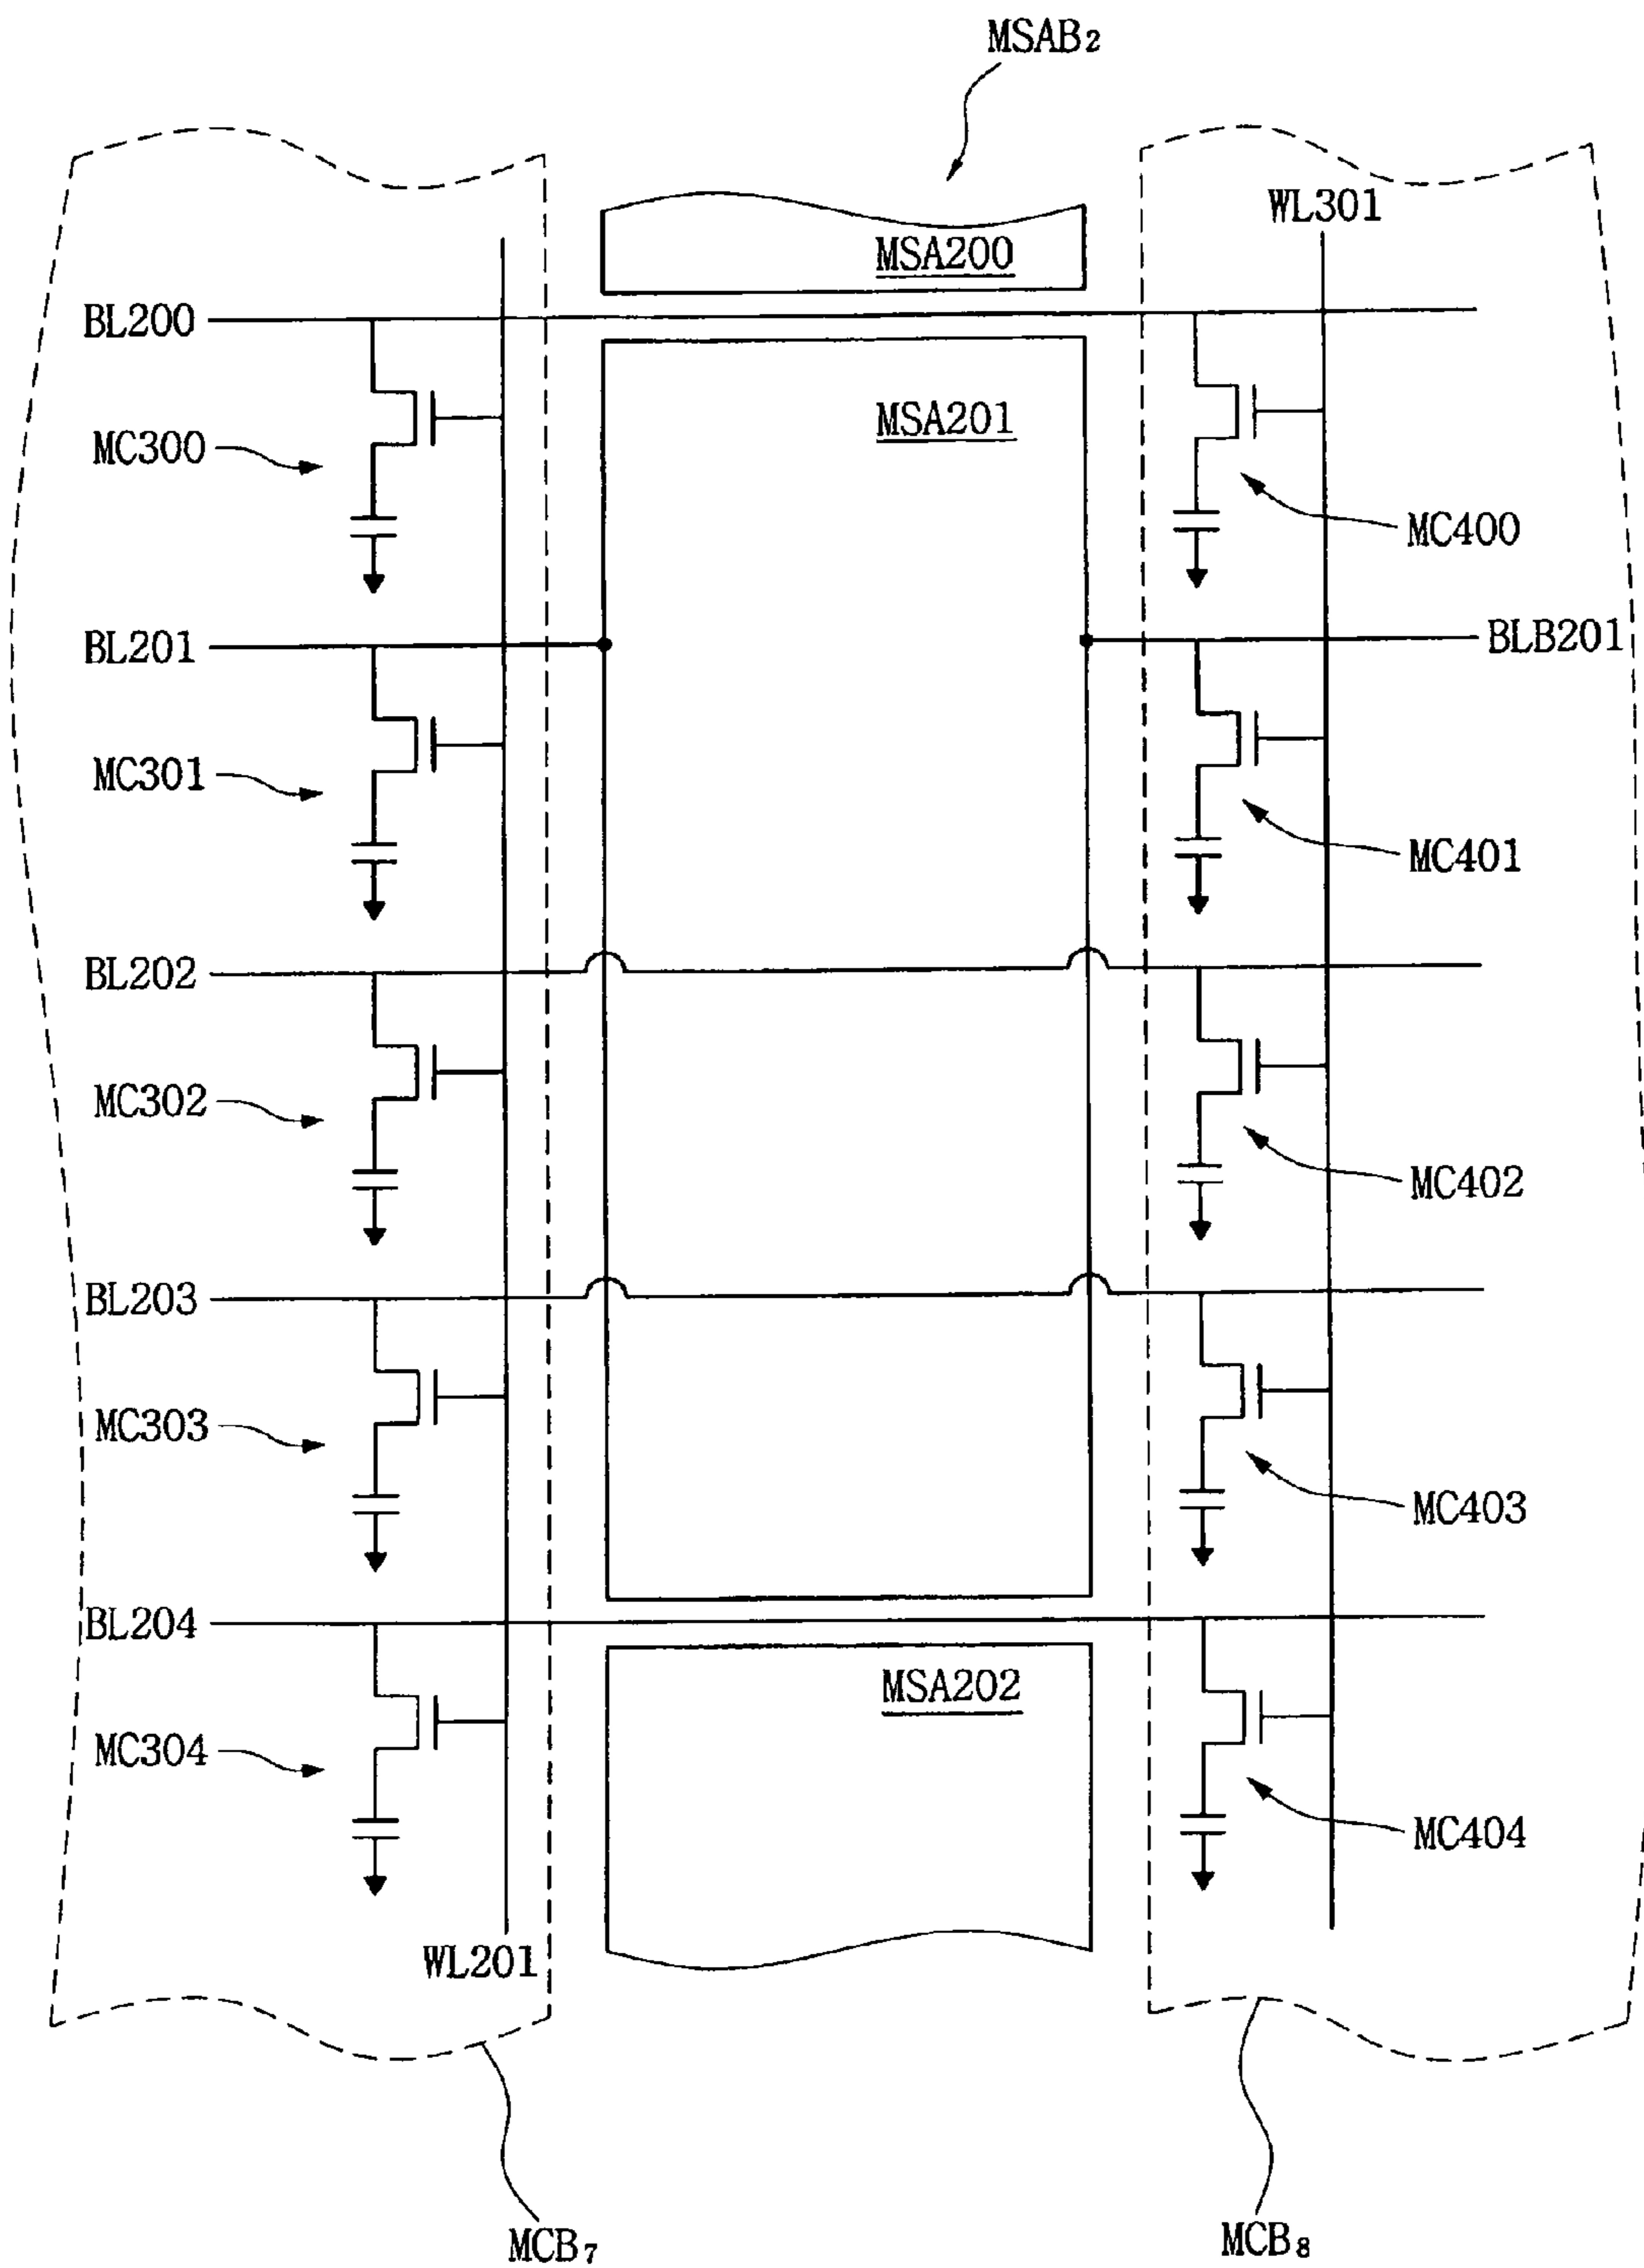 MSAB₂
WL301
MSA200
BL200
MSA201
MC300
MC400
BL201
BLB201
MC301
MC401
BL202
MC302
MC402
BL203
MC303
MC403
BL204
MSA202
MC304
MC404
WL201
MCB₇
MCB₈